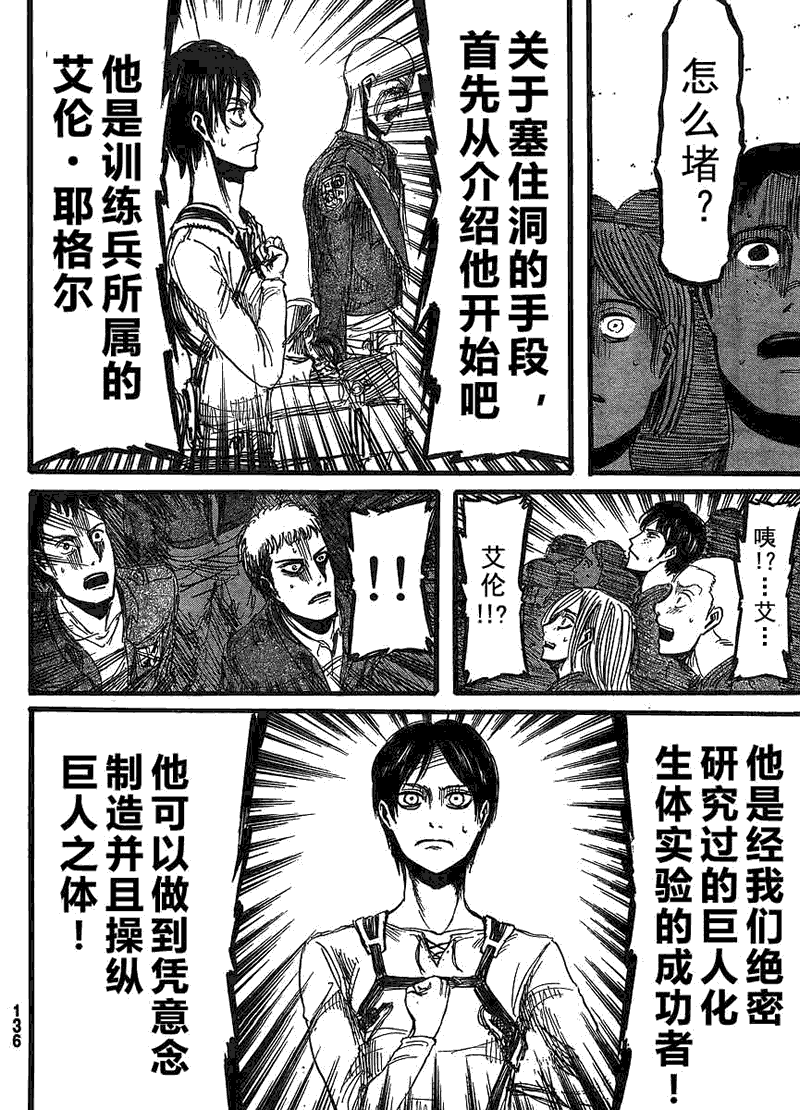 怎么堵?
关于塞住洞的手段,
首先从介绍他开始吧
他是训练兵所属的
艾伦·耶格尔
咦!?…艾…
艾伦!!?
!!
他是经我们绝密
研究过的巨人化
生体实验的成功者!
他可以做到凭意念
制造并且操纵
巨人之体!
136